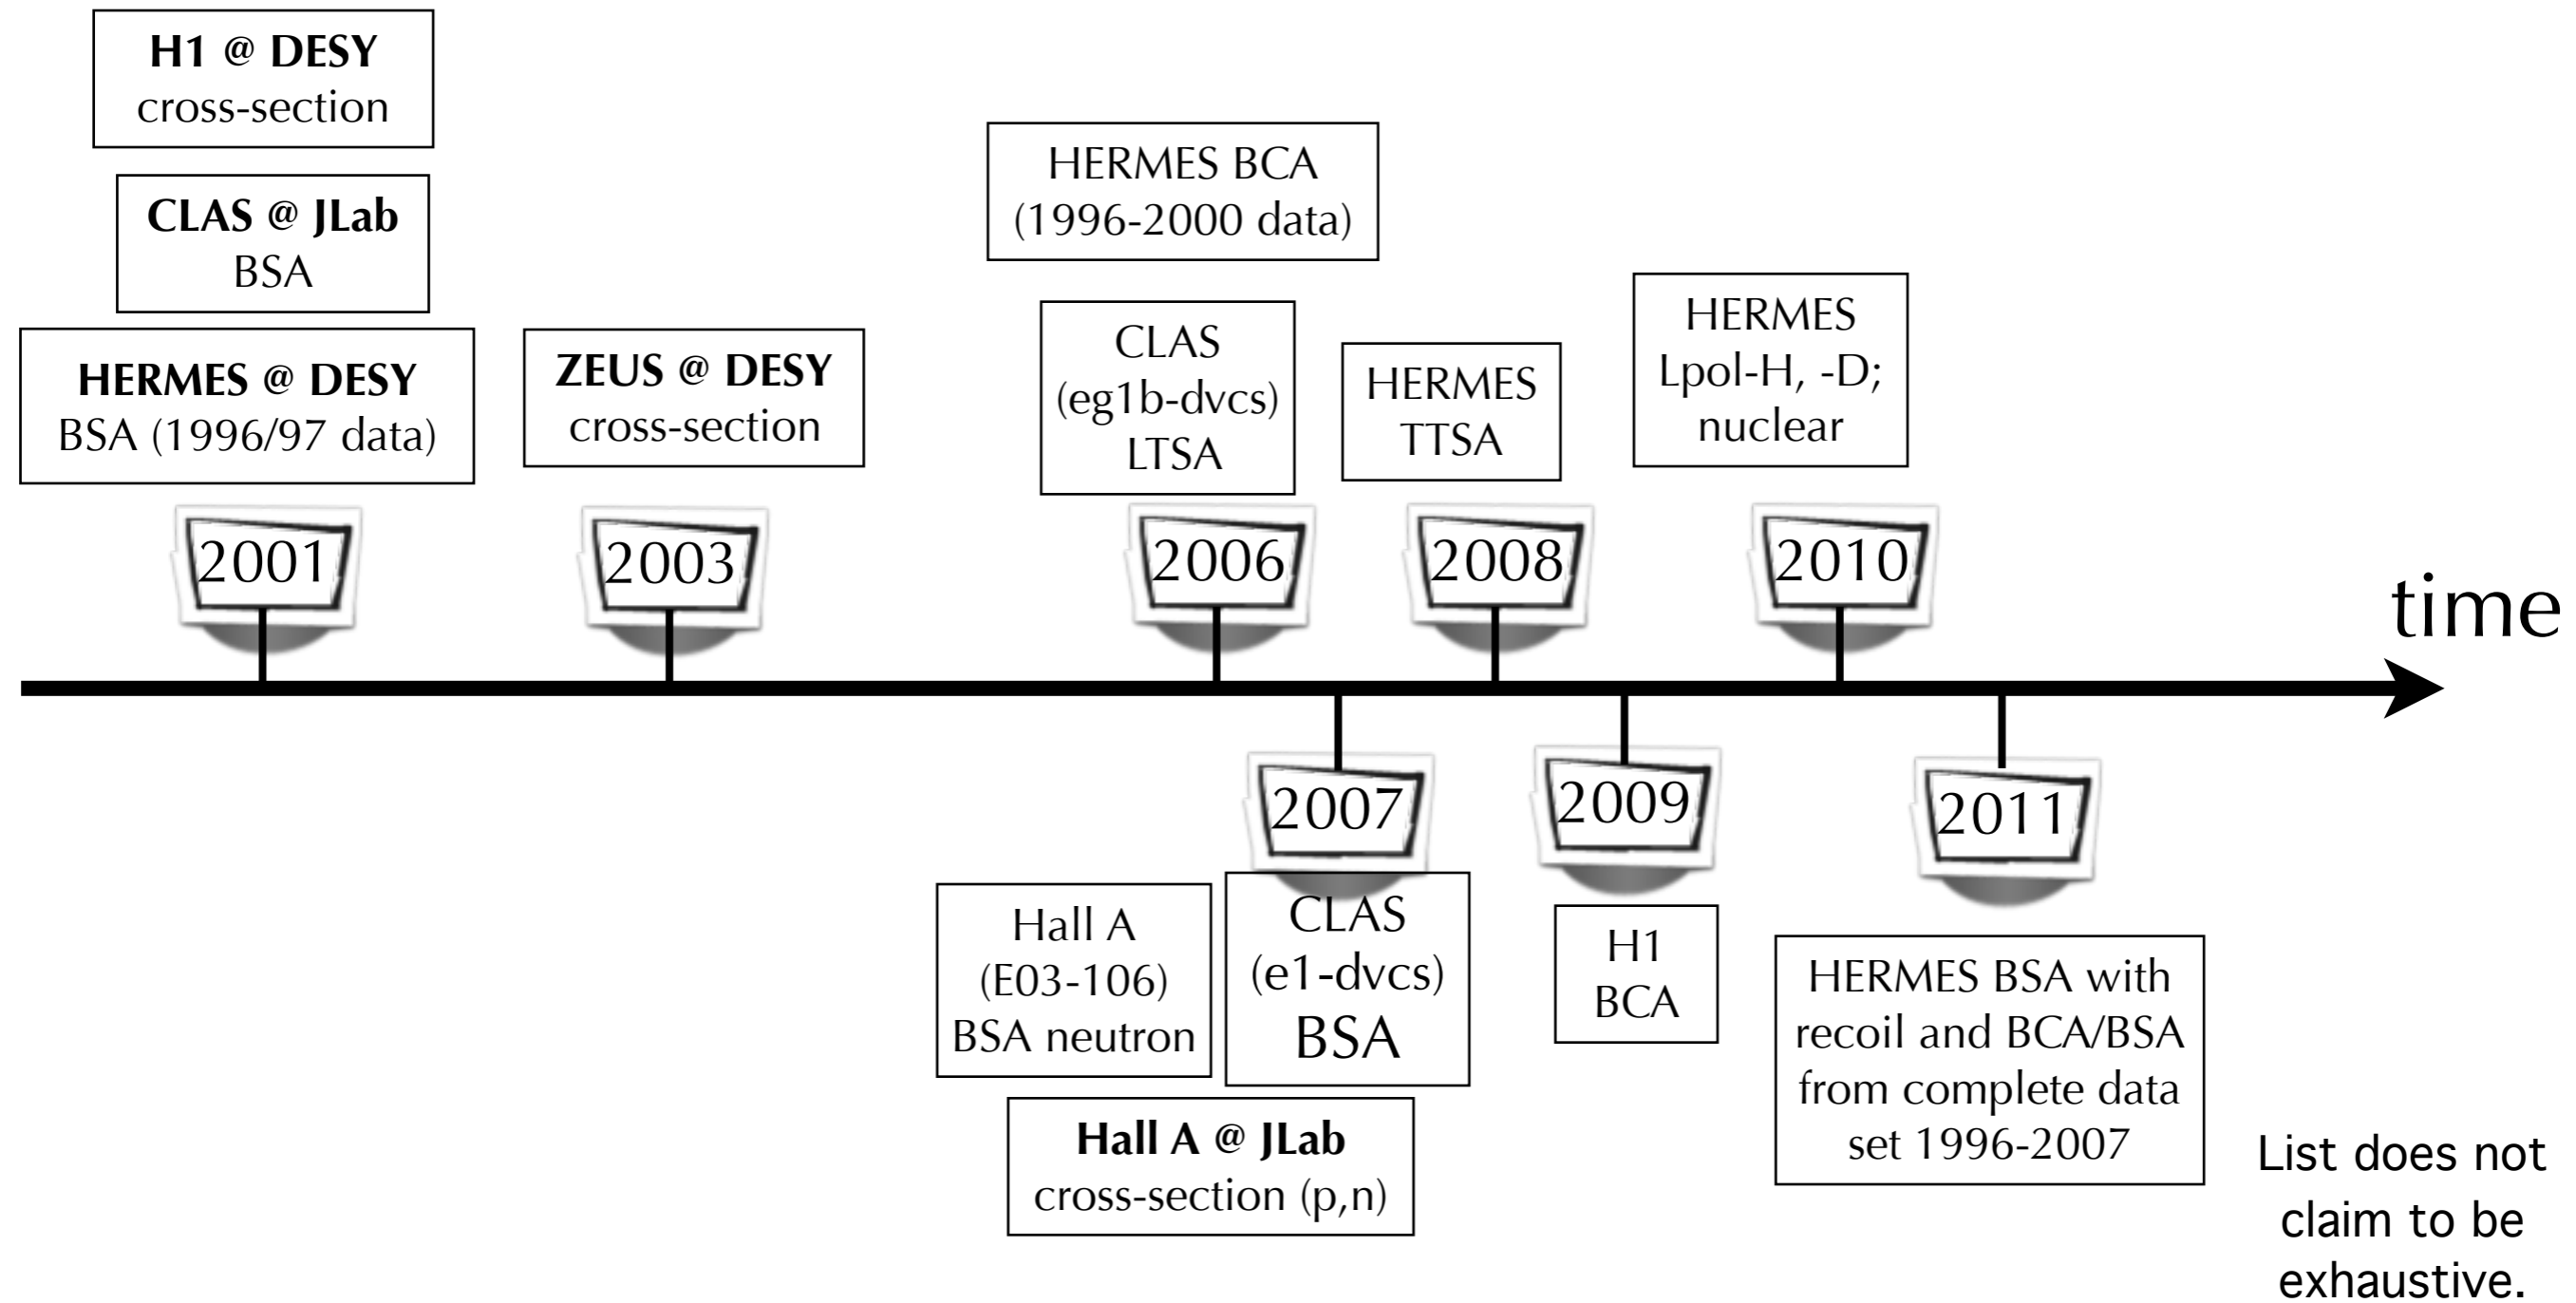 H1 @ DESY
cross-section
CLAS @ JLab
BSA
HERMES @ DESY
BSA (1996/97 data)
ZEUS @ DESY
cross-section
HERMES BCA
(1996-2000 data)
CLAS
(eg1b-dvcs)
LTSA
HERMES
TTSA
HERMES
Lpol-H, -D;
nuclear
2001
2003
2006
2008
2010
time
2007
2009
2011
Hall A
(E03-106)
BSA neutron
CLAS
(e1-dvcs)
BSA
Hall A @ JLab
cross-section (p,n)
H1
BCA
HERMES BSA with
recoil and BCA/BSA
from complete data
set 1996-2007
List does not
claim to be
exhaustive.